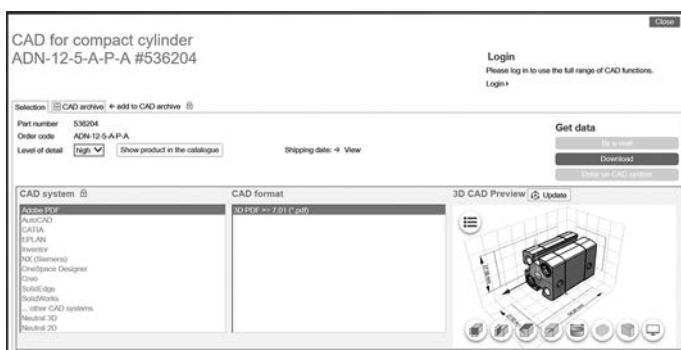 Close
CAD for compact cylinder
ADN-12-5-A-P-A #536204
Login
Please log in to use the full range of CAD functions.
Login
Selection CAD archive ← add to CAD archive
Part number 536204
Order code ADN-12-5-A-P-A
Level of detail high Show product in the catalogue Shipping date: → View
Get data
By e-mail
Download
Enter on CAD system
CAD system
Adobe PDF
AutoCAD
CATIA
EPLAN
Inventor
NX (Siemens)
OneSpace Designer
Creo
SolidEdge
SolidWorks
... other CAD systems
Neutral 3D
Neutral 2D
CAD format
3D PDF >= 7.01 (*.pdf)
3D CAD Preview Update